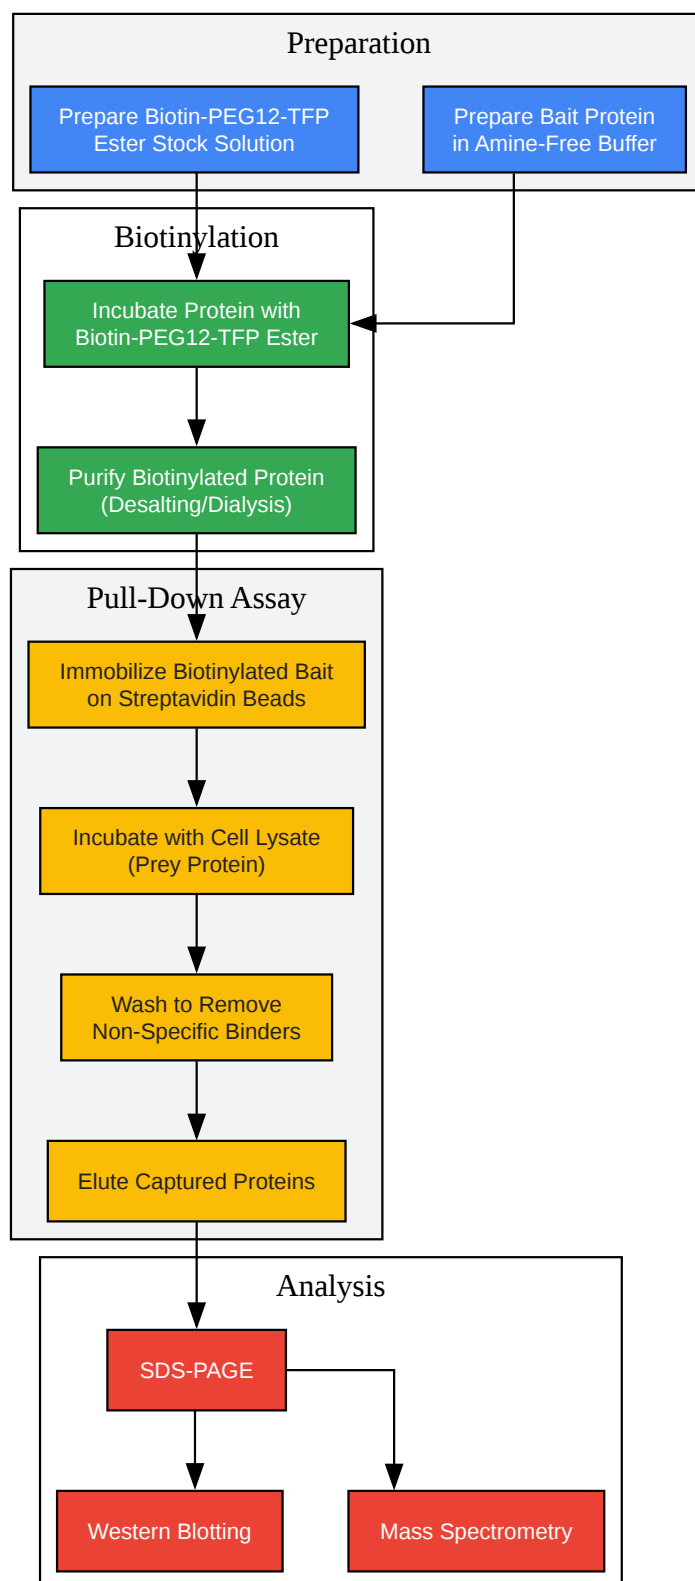 Preparation
Prepare Biotin-PEG12-TFP
Ester Stock Solution
Prepare Bait Protein
in Amine-Free Buffer
Biotinylation
Incubate Protein with
Biotin-PEG12-TFP Ester
Purify Biotinylated Protein
(Desalting/Dialysis)
Pull-Down Assay
Immobilize Biotinylated Bait
on Streptavidin Beads
Incubate with Cell Lysate
(Prey Protein)
Wash to Remove
Non-Specific Binders
Elute Captured Proteins
Analysis
SDS-PAGE
Western Blotting
Mass Spectrometry